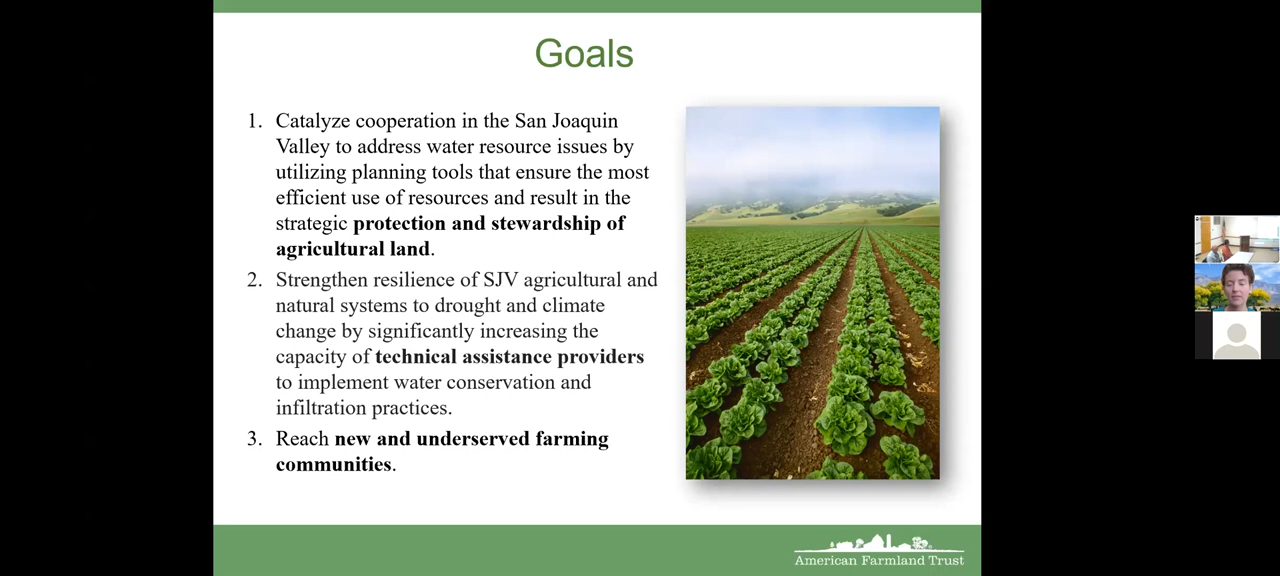 Goals
1. Catalyze cooperation in the San Joaquin
Valley to address water resource issues by
utilizing planning tools that ensure the most
efficient use of resources and result in the
strategic protection and stewardship of
agricultural land.
2. Strengthen resilience of SJV agricultural and
natural systems to drought and climate
change by significantly increasing the
capacity of technical assistance providers
to implement water conservation and
infiltration practices.
3. Reach new and underserved farming
communities.
American Farmland Trust